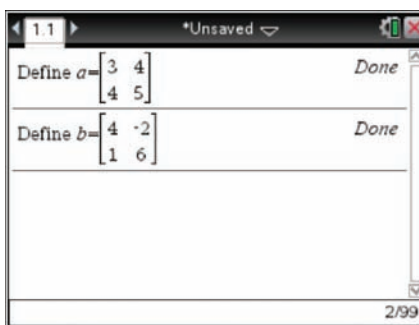 1.1 *Unsaved
Define a=[3 4
4 5] Done
Define b=[4 -2
1 6] Done
2/99